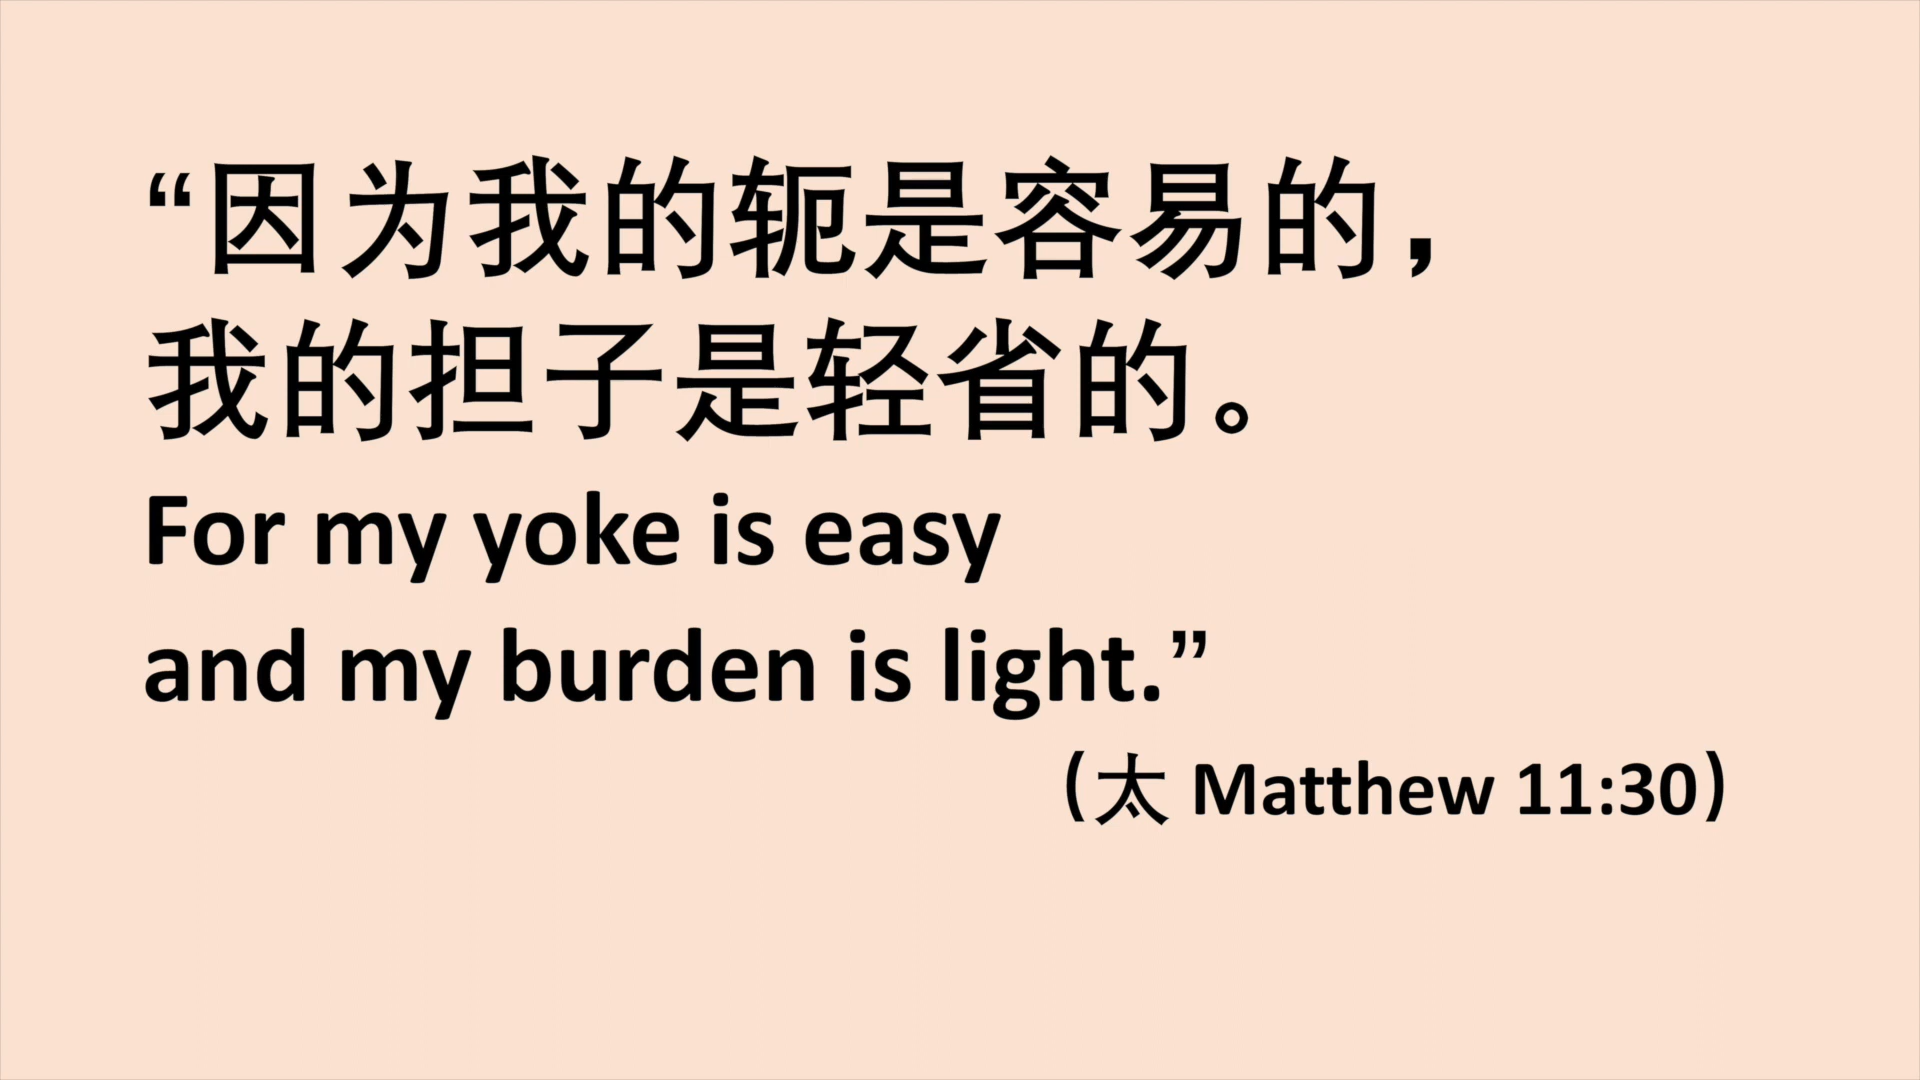 “因为我的轭是容易的，
我的担子是轻省的。
For my yoke is easy
and my burden is light.”
（太 Matthew 11:30）